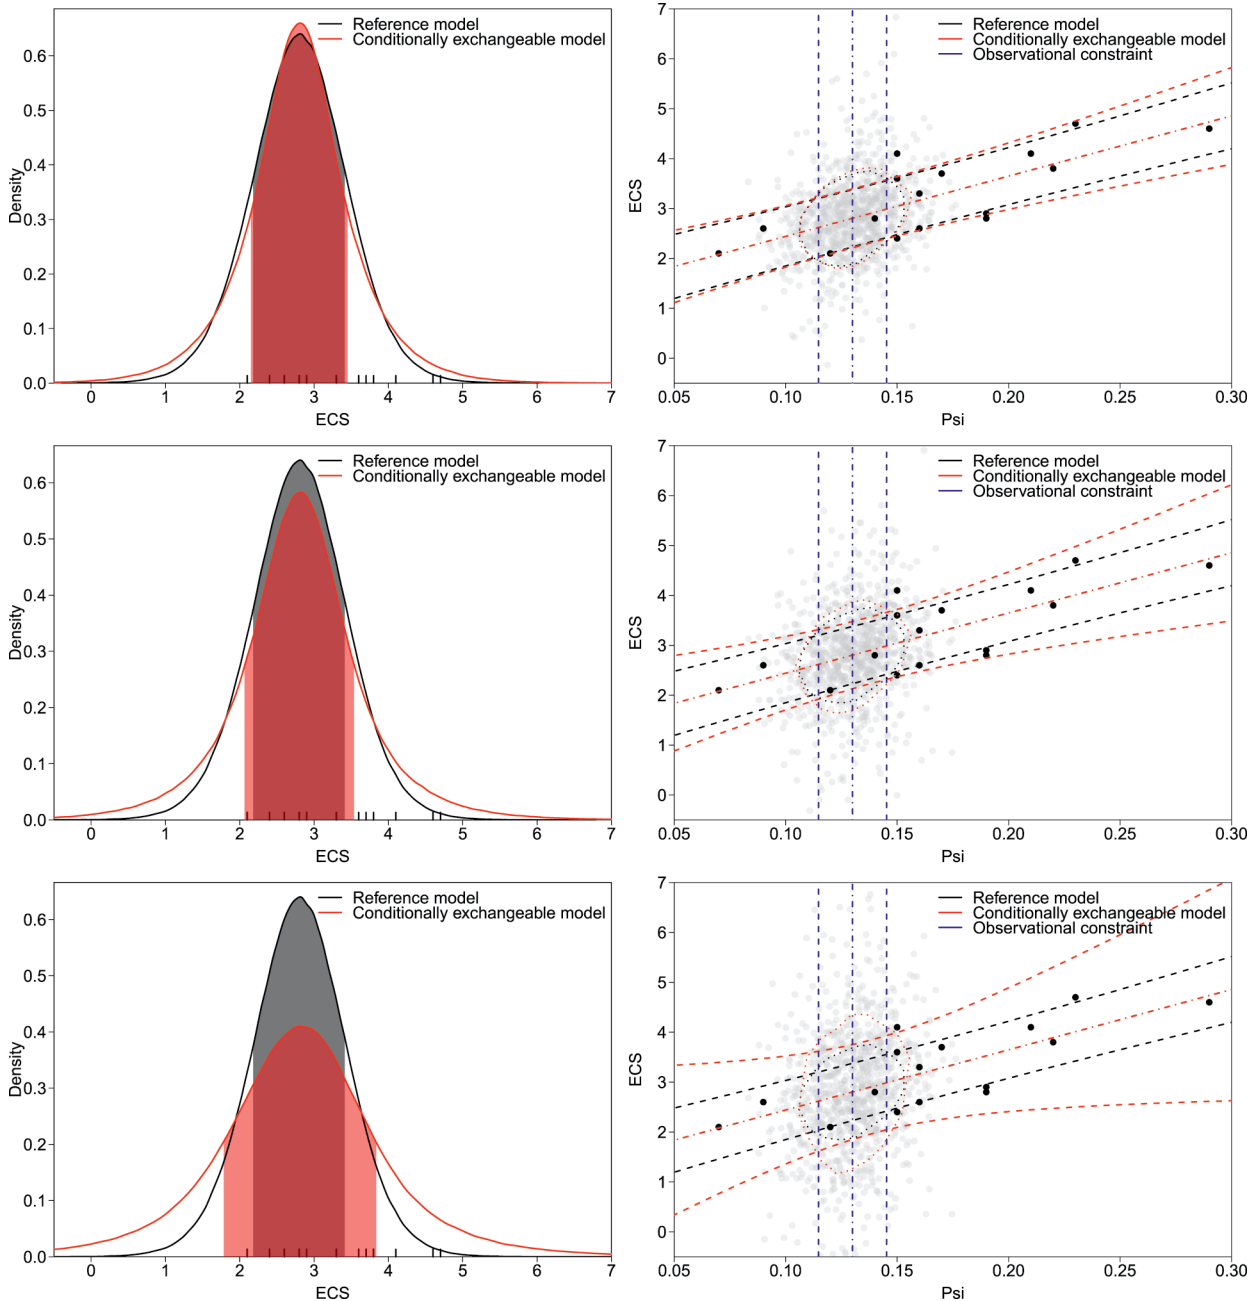 Reference model
Conditionally exchangeable model
Density
0.0 0.1 0.2 0.3 0.4 0.5 0.6
0 1 2 3 4 5 6 7
ECS
Reference model
Conditionally exchangeable model
Observational constraint
ECS
0 1 2 3 4 5 6 7
0.05 0.10 0.15 0.20 0.25 0.30
Psi
Reference model
Conditionally exchangeable model
Density
0.0 0.1 0.2 0.3 0.4 0.5 0.6
0 1 2 3 4 5 6 7
ECS
Reference model
Conditionally exchangeable model
Observational constraint
ECS
0 1 2 3 4 5 6 7
0.05 0.10 0.15 0.20 0.25 0.30
Psi
Reference model
Conditionally exchangeable model
Density
0.0 0.1 0.2 0.3 0.4 0.5 0.6
0 1 2 3 4 5 6 7
ECS
Reference model
Conditionally exchangeable model
Observational constraint
ECS
0 1 2 3 4 5 6 7
0.05 0.10 0.15 0.20 0.25 0.30
Psi